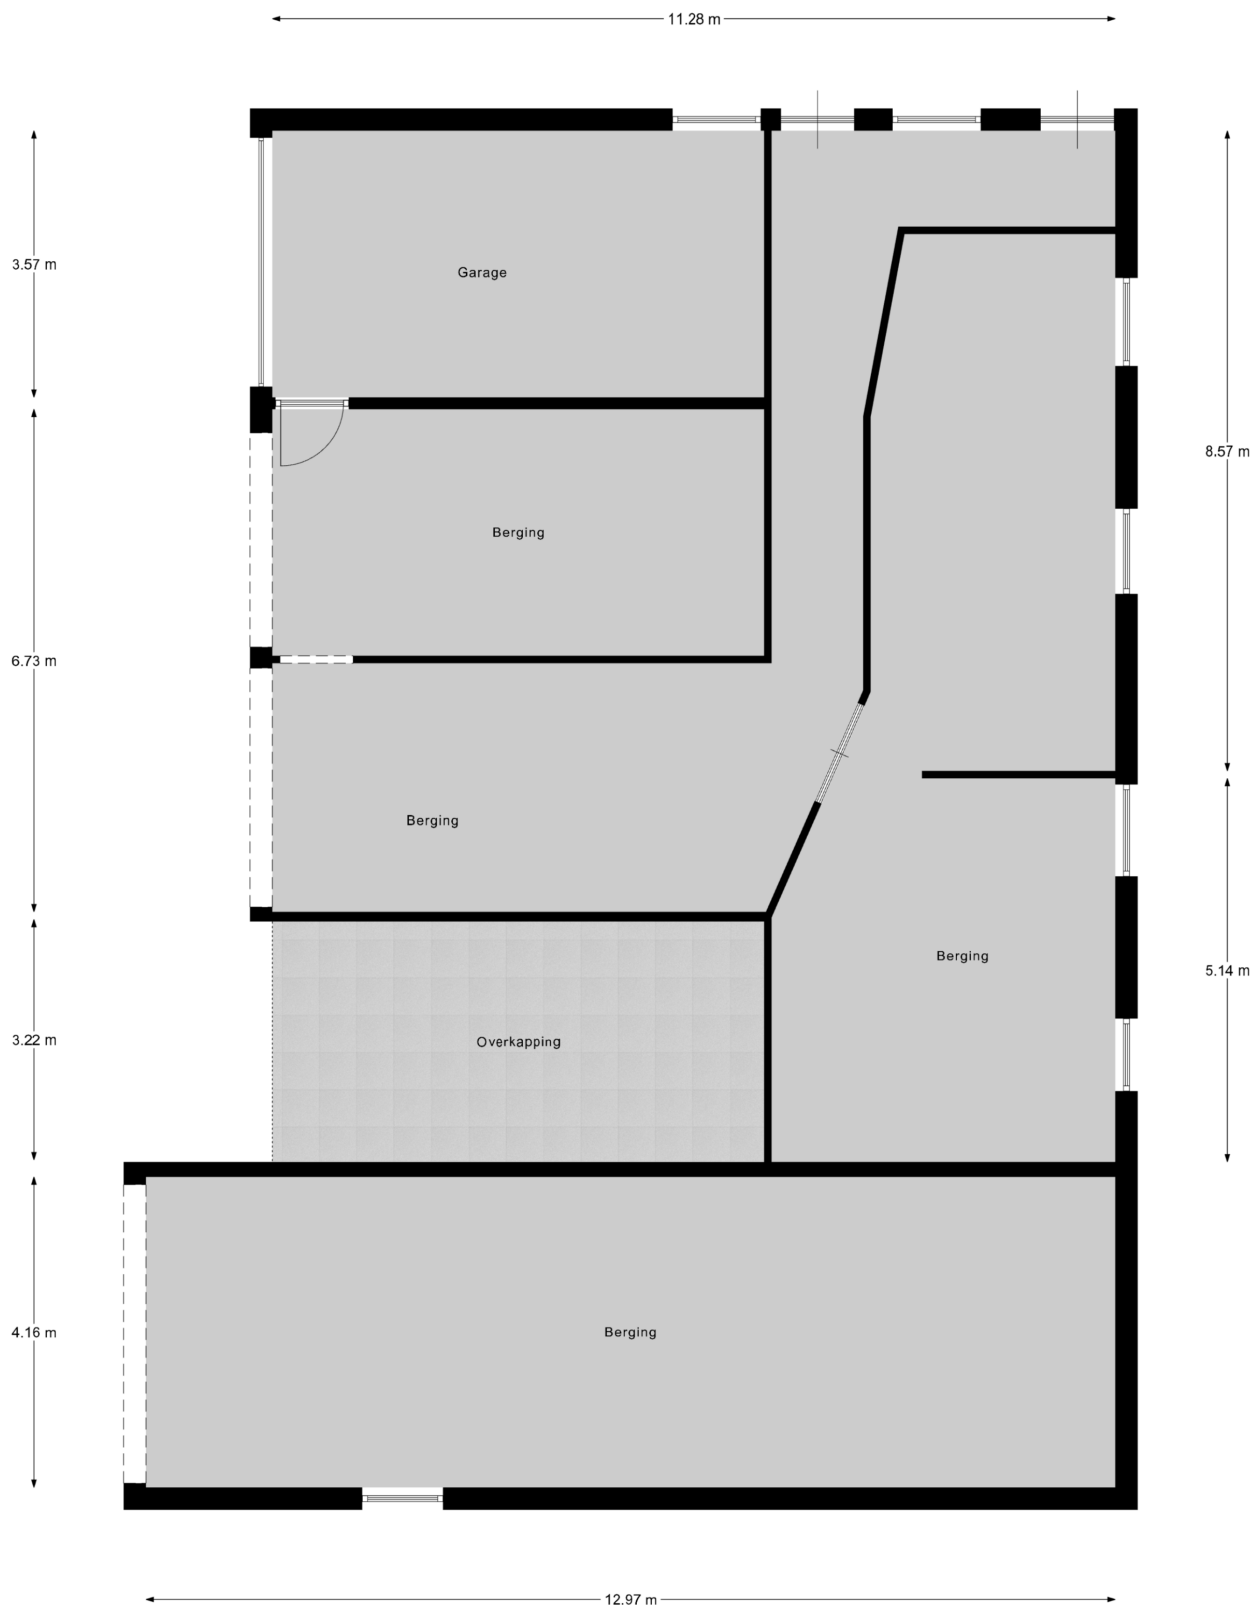 11.28 m
3.57 m
Garage
8.57 m
Berging
6.73 m
Berging
Berging
5.14 m
3.22 m
Overkapping
4.16 m
Berging
12.97 m